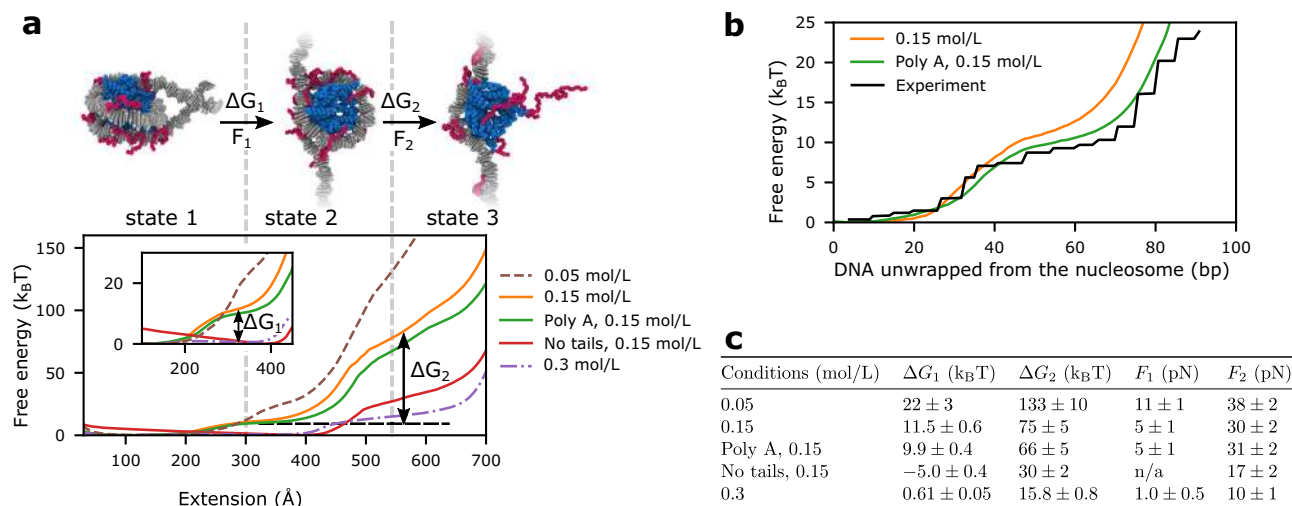 a
ΔG1
F1
ΔG2
F2
state 1
state 2
state 3
Free energy (kBT)
150
100
50
0
20
0
200
400
ΔG1
ΔG2
100
200
300
400
500
600
700
Extension (Å)
0.05 mol/L
0.15 mol/L
Poly A, 0.15 mol/L
No tails, 0.15 mol/L
0.3 mol/L
b
Free energy (kBT)
25
20
15
10
5
0
0.15 mol/L
Poly A, 0.15 mol/L
Experiment
0
20
40
60
80
100
DNA unwrapped from the nucleosome (bp)
c
Conditions (mol/L) ΔG1 (kBT) ΔG2 (kBT) F1 (pN) F2 (pN)
0.05 22 ± 3 133 ± 10 11 ± 1 38 ± 2
0.15 11.5 ± 0.6 75 ± 5 5 ± 1 30 ± 2
Poly A, 0.15 9.9 ± 0.4 66 ± 5 5 ± 1 31 ± 2
No tails, 0.15 −5.0 ± 0.4 30 ± 2 n/a 17 ± 2
0.3 0.61 ± 0.05 15.8 ± 0.8 1.0 ± 0.5 10 ± 1